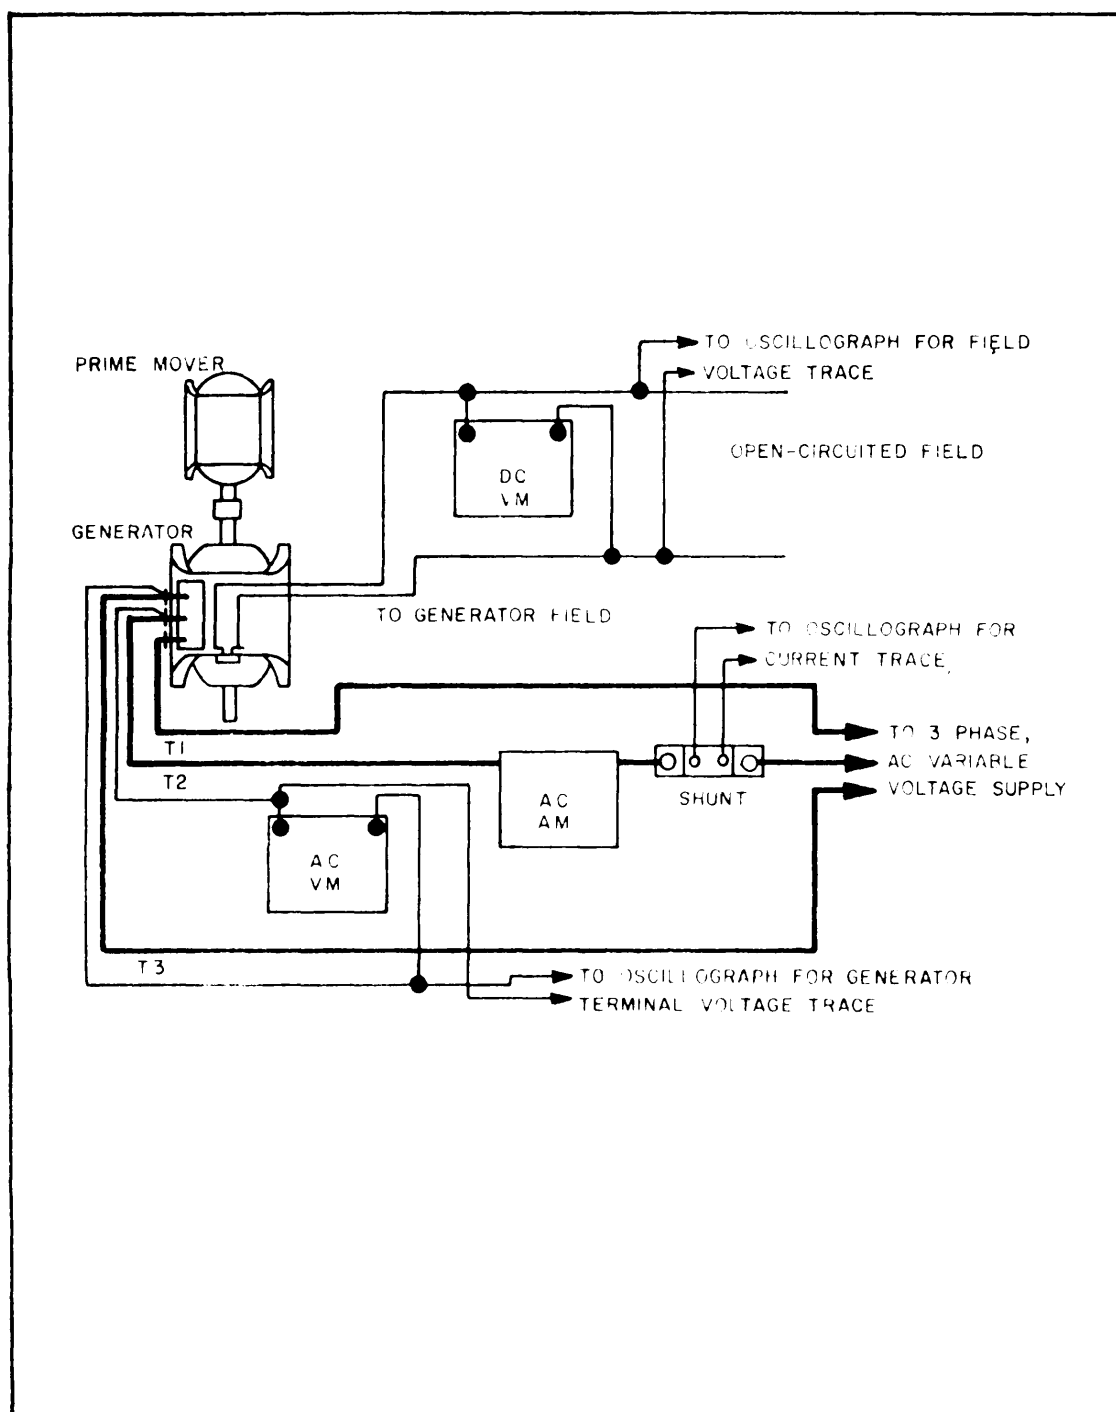 PRIME MOVER
TO OSCILLOGRAPH FOR FIELD
VOLTAGE TRACE
OPEN-CIRCUITED FIELD
DC
VM
GENERATOR
TO GENERATOR FIELD
TO OSCILLOGRAPH FOR
CURRENT TRACE
T1
TO 3 PHASE,
AC VARIABLE
VOLTAGE SUPPLY
T2
SHUNT
AC
AM
AC
VM
T3
TO OSCILLOGRAPH FOR GENERATOR
TERMINAL VOLTAGE TRACE